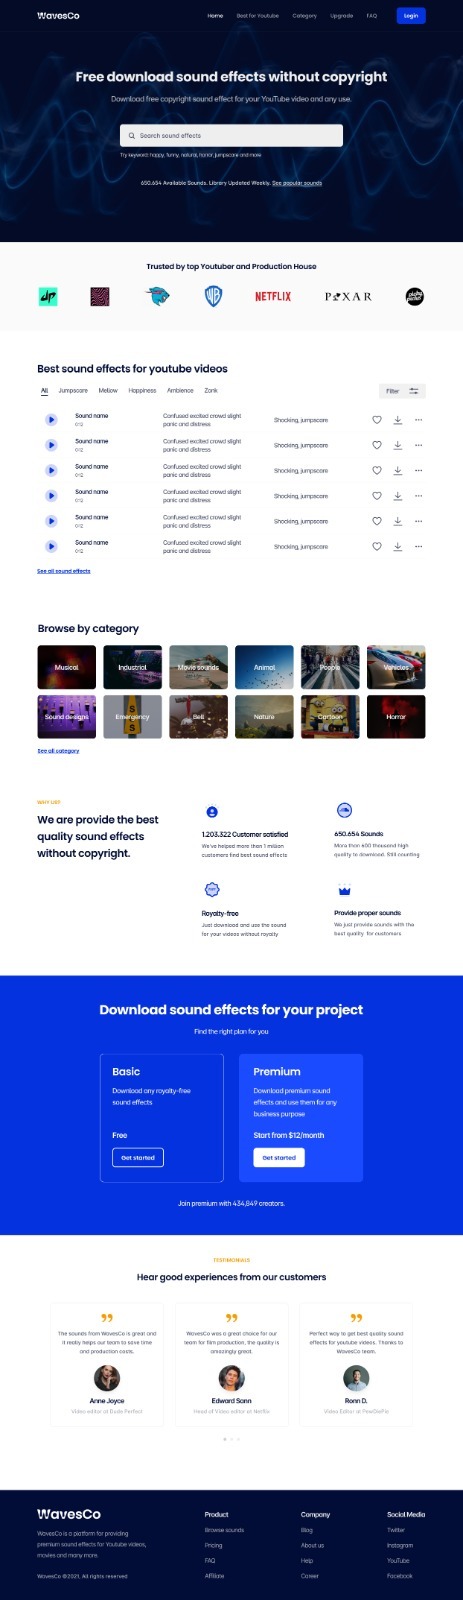 WavesCo
Home Best for Youtube Category Upgrade FAQ Login
Free download sound effects without copyright
Download free copyright sound effect for your YouTube video and any use.
Search sound effects
Try keyword: happy, funny, natural, horror, jumpscare and more.
650.654 Available Sounds. Library Updated Weekly. See popular sounds
Trusted by top Youtuber and Production House
dp
WB
NETFLIX
PIXAR
Best sound effects for youtube videos
All Jumpscare Mellow Happiness Ambience Zonk
Filter
Sound name Confused excited crowd slight Shocking, jumpscare
0:12 panic and distress
Sound name Confused excited crowd slight Shocking, jumpscare
0:12 panic and distress
Sound name Confused excited crowd slight Shocking, jumpscare
0:12 panic and distress
Sound name Confused excited crowd slight Shocking, jumpscare
0:12 panic and distress
Sound name Confused excited crowd slight Shocking, jumpscare
0:12 panic and distress
Sound name Confused excited crowd slight Shocking, jumpscare
0:12 panic and distress
See all sound effects
Browse by category
Musical Industrial Movie sounds Animal People Vehicles
Sound designs Emergency Bell Nature Cartoon Horror
See all category
WHY US?
We are provide the best
quality sound effects
without copyright.
1.203.322 Customer satisfied
We've helped more than 1 million
customers find best sound effects
650.654 Sounds
More than 600 thousand high
quality to download. Still counting
Royalty-free
Just download and use the sound
for your videos without royalty
Provide proper sounds
We just provide sounds with the
best quality for customers
Download sound effects for your project
Find the right plan for you
Basic
Download any royalty-free
sound effects
Free
Get started
Premium
Download premium sound
effects and use them for any
business purpose
Start from $12/month
Get started
Join premium with 434,849 creators.
TESTIMONIALS
Hear good experiences from our customers
The sounds from WavesCo is great and
it really helps our team to save time
and production costs.
Anne Joyce
Video editor at Dude Perfect
WavesCo was a great choice for our
team for film production, the quality is
amazingly great.
Edward Sann
Head of Video editor at Netflix
Perfect way to get best quality sound
effects for youtube videos. Thanks to
WavesCo team.
Ronn D.
Video Editor at PewDiePie
WavesCo
WavesCo is a platform for providing
premium sound effects for Youtube videos,
movies and many more.
WavesCo ©2021, All rights reserved
Product
Browse sounds
Pricing
FAQ
Affiliate
Company
Blog
About us
Help
Career
Social Media
Twitter
Instagram
YouTube
Facebook